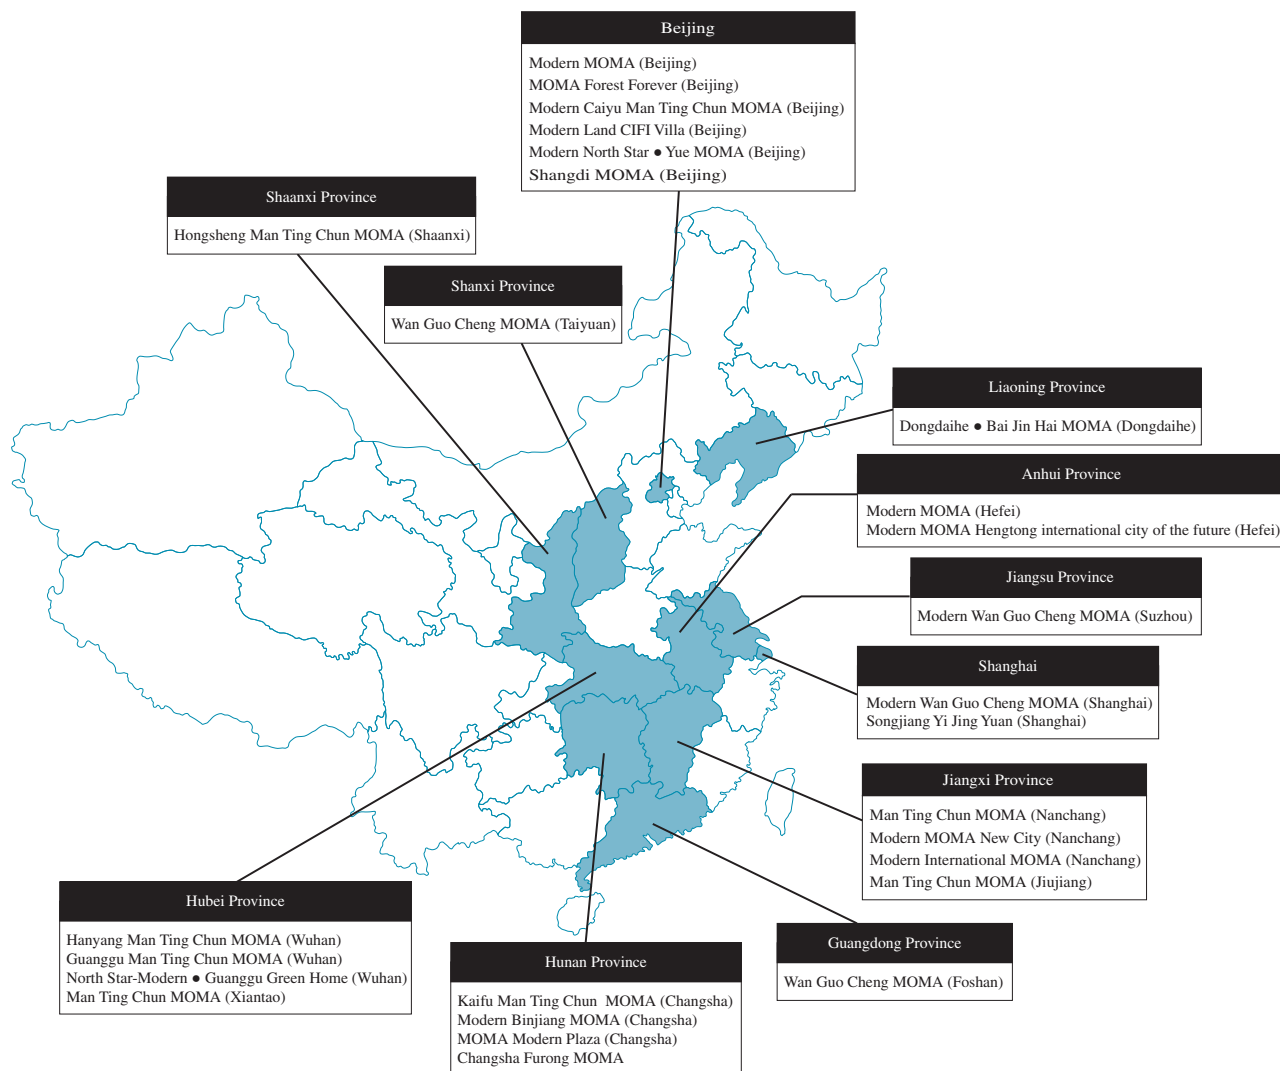 Beijing
Modern MOMA (Beijing)
MOMA Forest Forever (Beijing)
Modern Caiyu Man Ting Chun MOMA (Beijing)
Modern Land CIFI Villa (Beijing)
Modern North Star ● Yue MOMA (Beijing)
Shangdi MOMA (Beijing)
Shaanxi Province
Hongsheng Man Ting Chun MOMA (Shaanxi)
Shanxi Province
Wan Guo Cheng MOMA (Taiyuan)
Liaoning Province
Dongdaihe ● Bai Jin Hai MOMA (Dongdaihe)
Anhui Province
Modern MOMA (Hefei)
Modern MOMA Hengtong international city of the future (Hefei)
Jiangsu Province
Modern Wan Guo Cheng MOMA (Suzhou)
Shanghai
Modern Wan Guo Cheng MOMA (Shanghai)
Songjiang Yi Jing Yuan (Shanghai)
Jiangxi Province
Man Ting Chun MOMA (Nanchang)
Modern MOMA New City (Nanchang)
Modern International MOMA (Nanchang)
Man Ting Chun MOMA (Jiujiang)
Hubei Province
Hanyang Man Ting Chun MOMA (Wuhan)
Guanggu Man Ting Chun MOMA (Wuhan)
North Star-Modern ● Guanggu Green Home (Wuhan)
Man Ting Chun MOMA (Xiantao)
Hunan Province
Kaifu Man Ting Chun  MOMA (Changsha)
Modern Binjiang MOMA (Changsha)
MOMA Modern Plaza (Changsha)
Changsha Furong MOMA
Guangdong Province
Wan Guo Cheng MOMA (Foshan)